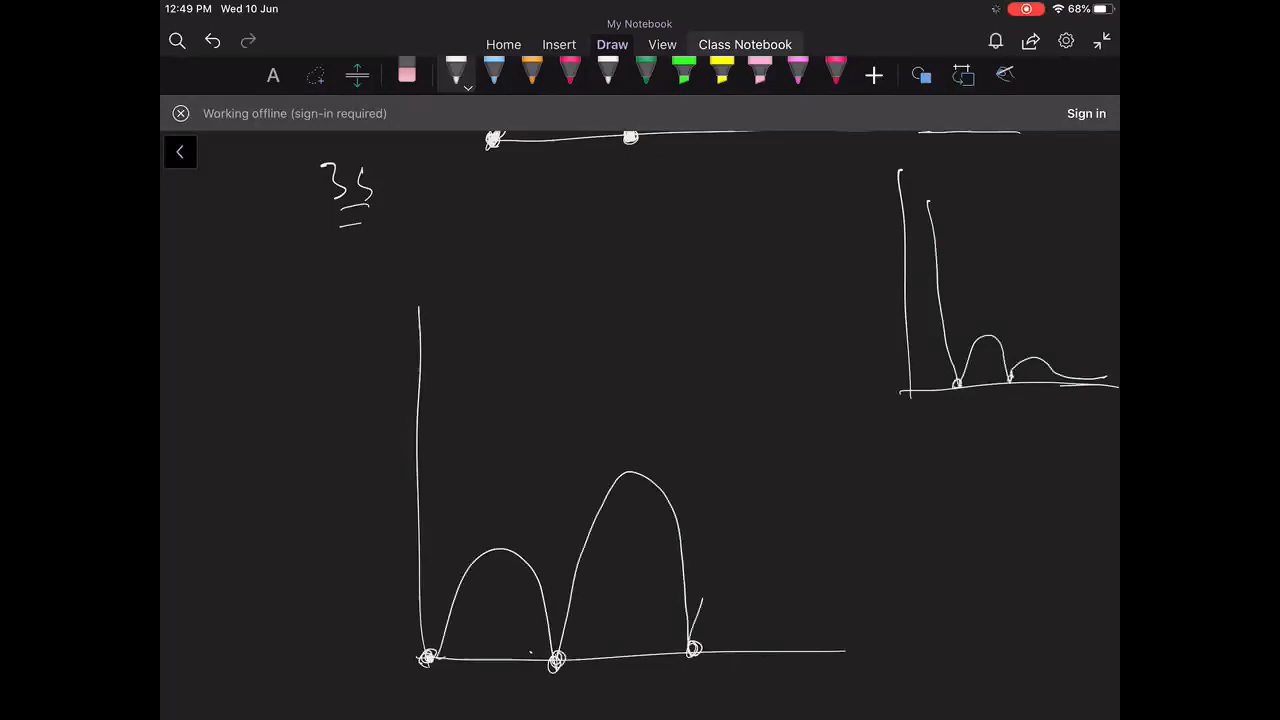 12:49 PM Wed 10 Jun
68%
My Notebook
Home Insert Draw View Class Notebook
A
Working offline (sign-in required) Sign in
3s